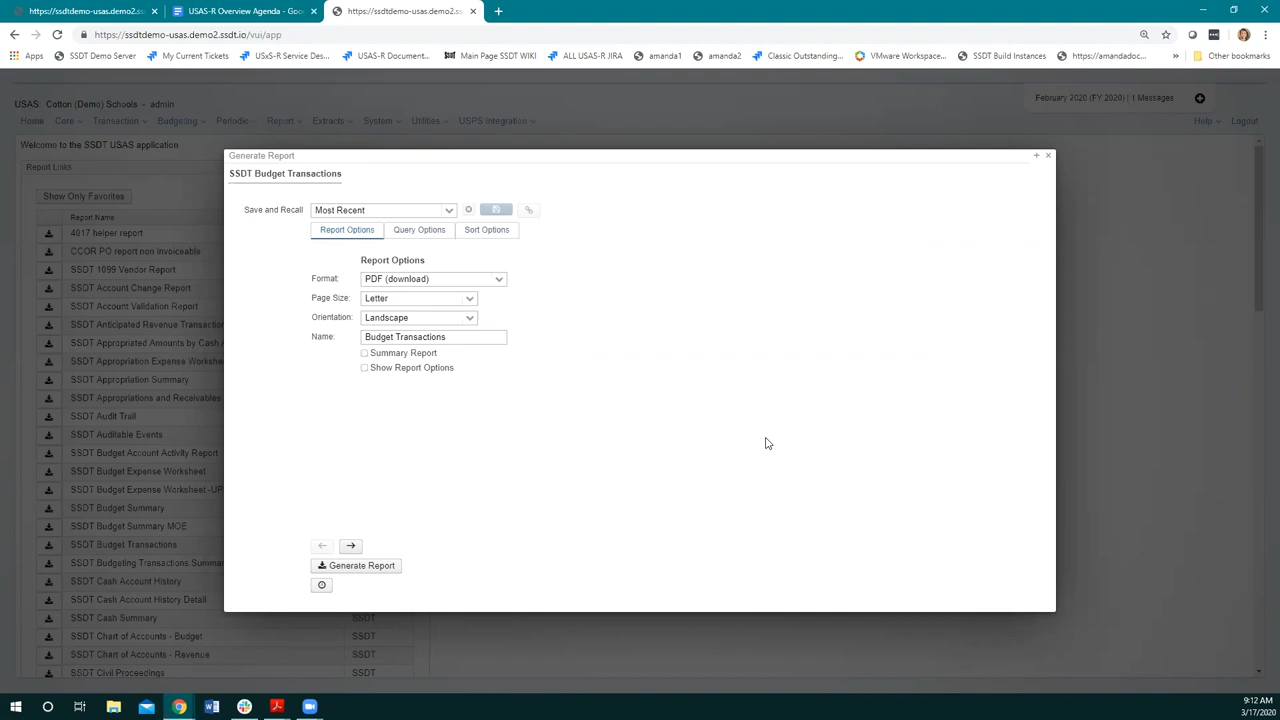 https://ssdtdemo-usas.demo2.ss
USAS-R Overview Agenda - Goo
https://ssdtdemo-usas.demo2.ss
ssdtdemo-usas.demo2.ssdt.io/vui/app
Apps
SSDT Demo Server
My Current Tickets
USxS-R Service Des...
USAS-R Document...
Main Page SSDT WIKI
ALL USAS-R JIRA
amanda1
amanda2
Classic Outstanding...
VMware Workspace...
SSDT Build Instances
https://amandadoc...
Other bookmarks
USAS: Cotton (Demo) Schools - admin
February 2020 (FY 2020) | 1 Messages
Home Core Transaction Budgeting Periodic Report Extracts System Utilities USPS Integration Help Logout
Welcome to the SSDT USAS application
Report Links
Show Only Favorites
Report Name
4017 helper report
CCOR PO report non invoiceable
SSDT 1099 Vendor Report
SSDT Account Change Report
SSDT Account Validation Report
SSDT Anticipated Revenue Transaction
SSDT Appropriated Amounts by Cash A
SSDT Appropriation Expense Workshe
SSDT Appropriation Summary
SSDT Appropriations and Receivables
SSDT Audit Trail
SSDT Auditable Events
SSDT Budget Account Activity Report
SSDT Budget Expense Worksheet
SSDT Budget Expense Worksheet -UP
SSDT Budget Summary
SSDT Budget Summary MOE
SSDT Budget Transactions
SSDT Budgeting Transactions Summar
SSDT Cash Account History
SSDT Cash Account History Detail
SSDT Cash Summary SSDT
SSDT Chart of Accounts - Budget SSDT
SSDT Chart of Accounts - Revenue SSDT
SSDT Civil Proceedings SSDT
Generate Report
SSDT Budget Transactions
Save and Recall Most Recent
Report Options Query Options Sort Options
Report Options
Format: PDF (download)
Page Size: Letter
Orientation: Landscape
Name: Budget Transactions
Summary Report
Show Report Options
Generate Report
9:12 AM
3/17/2020